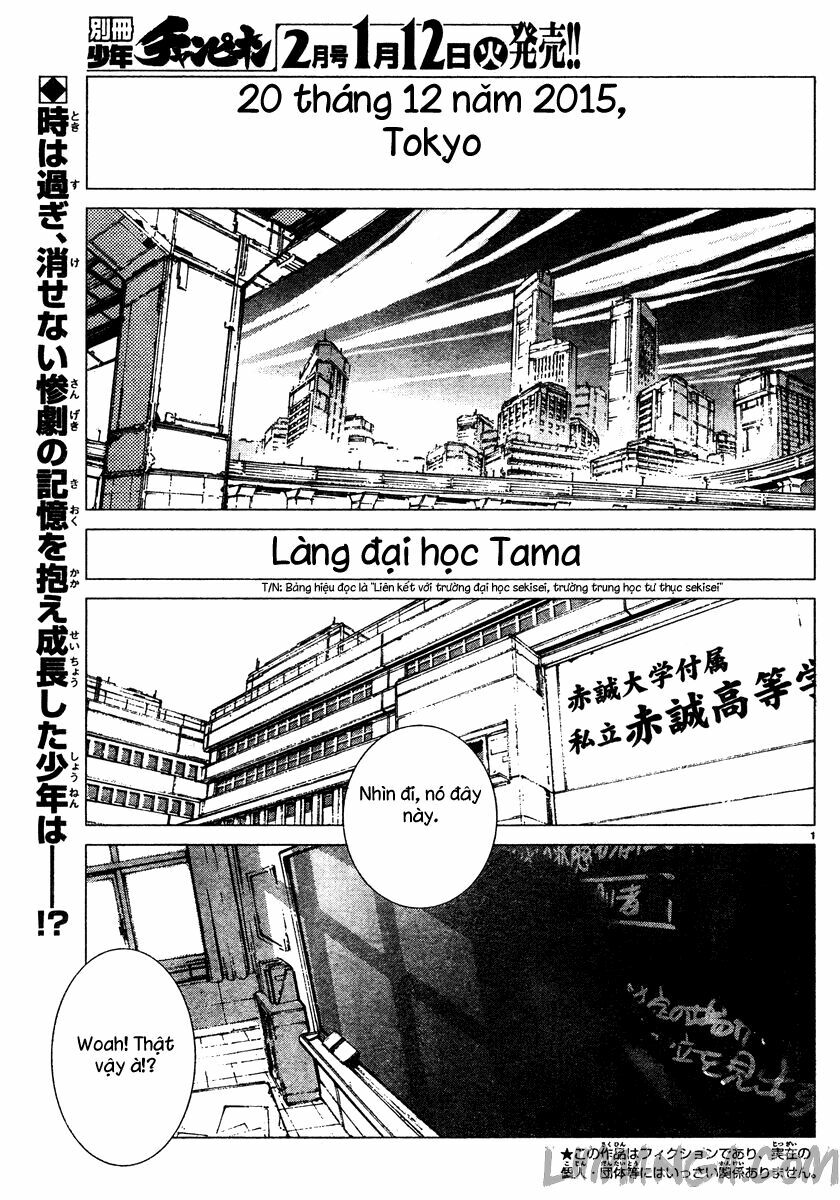 別冊少年チャンピオン2月号1月12日㊋発売!!
20 tháng 12 năm 2015,
Tokyo
◆時は過ぎ、消せない惨劇の記憶を抱え成長した少年は――!?
Làng đại học Tama
T/N: Bảng hiệu đọc là "Liên kết với trường đại học sekisei, trường trung học tư thục sekisei"
赤誠大学付属
私立赤誠高等学
Nhìn đi, nó đây
này.
1
Woah! Thật
vậy à!?
★この作品はフィクションであり、実在の
個人・団体等にはいっさい関係ありません。